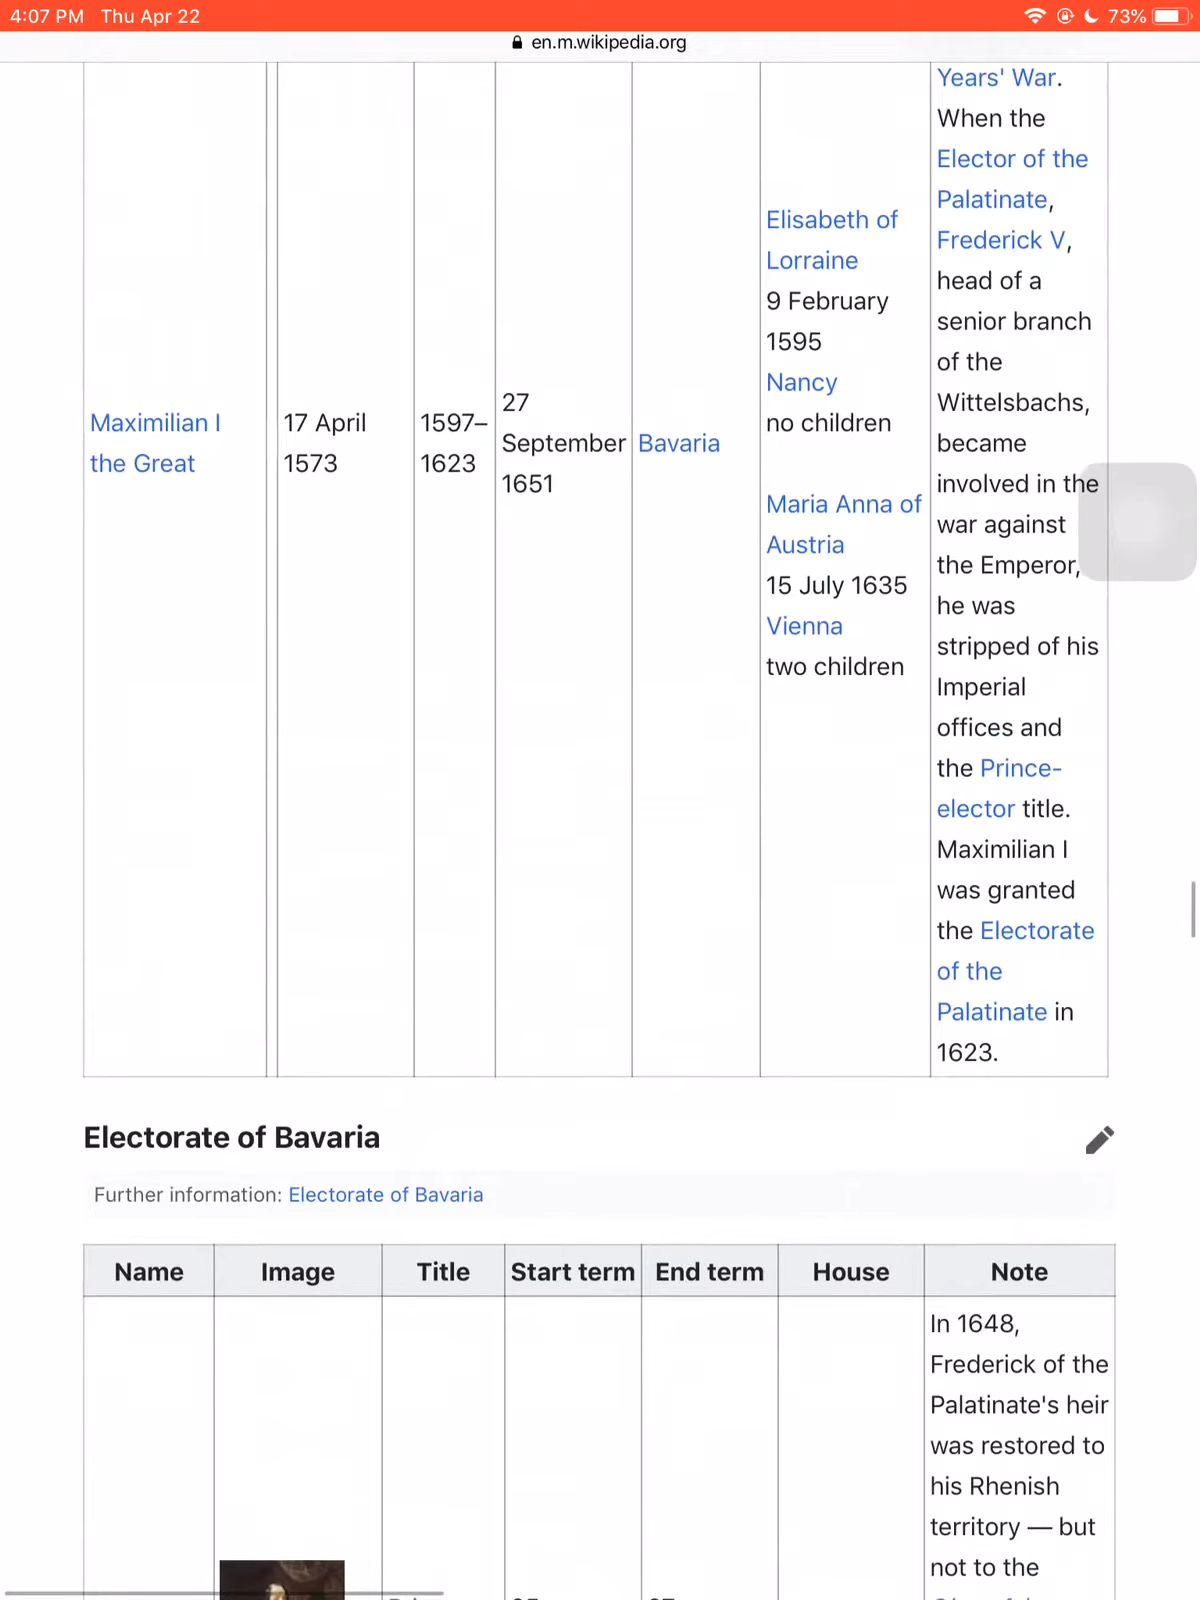 4:07 PM Thu Apr 22
73%
en.m.wikipedia.org
Maximilian I
the Great
17 April
1573
1597–
1623
27
September
1651
Bavaria
Elisabeth of
Lorraine
9 February
1595
Nancy
no children
Maria Anna of
Austria
15 July 1635
Vienna
two children
Years' War.
When the
Elector of the
Palatinate,
Frederick V,
head of a
senior branch
of the
Wittelsbachs,
became
involved in the
war against
the Emperor,
he was
stripped of his
Imperial
offices and
the Prince-
elector title.
Maximilian I
was granted
the Electorate
of the
Palatinate in
1623.
Electorate of Bavaria
Further information: Electorate of Bavaria
Name Image Title Start term End term House Note
In 1648,
Frederick of the
Palatinate's heir
was restored to
his Rhenish
territory — but
not to the